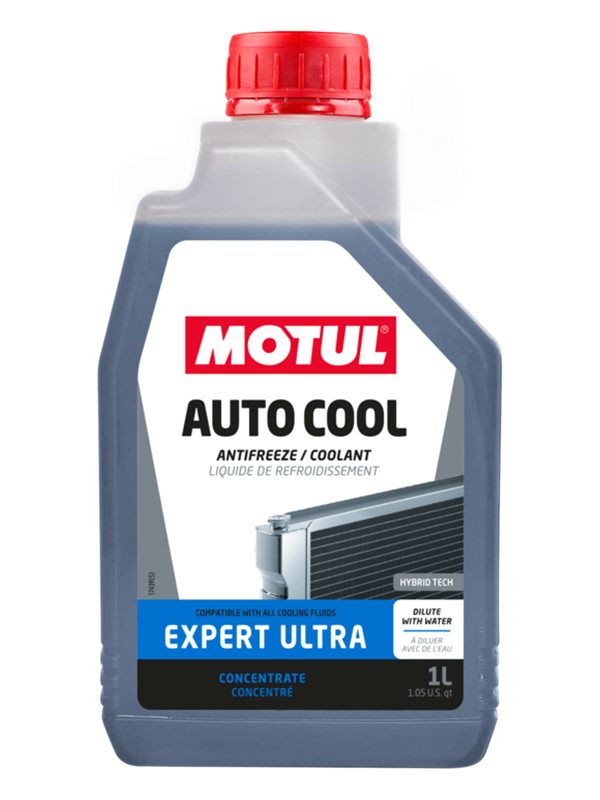 MOTUL®
AUTO COOL
ANTIFREEZE / COOLANT
LIQUIDE DE REFROIDISSEMENT
HYBRID TECH
17439(S)
COMPATIBLE WITH ALL COOLING FLUIDS
EXPERT ULTRA
DILUTE
WITH WATER
À DILUER
AVEC DE L'EAU
CONCENTRATE
CONCENTRÉ
1L
1.05 U.S. qt